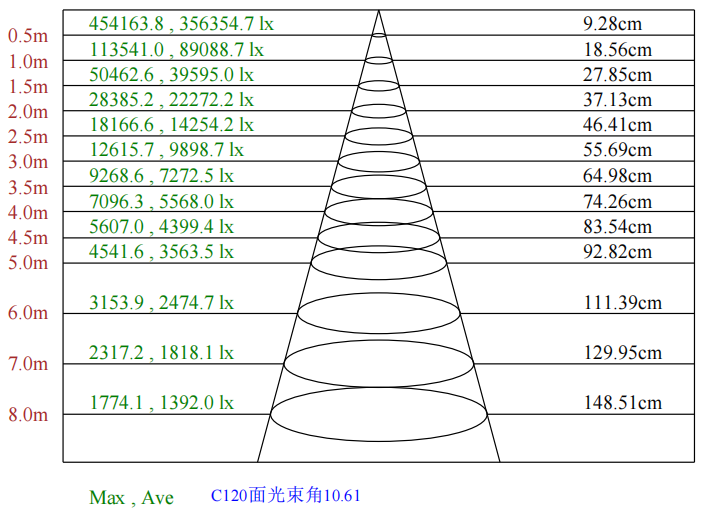 454163.8 , 356354.7 lx 9.28cm
0.5m
113541.0 , 89088.7 lx 18.56cm
1.0m
50462.6 , 39595.0 lx 27.85cm
1.5m
28385.2 , 22272.2 lx 37.13cm
2.0m
18166.6 , 14254.2 lx 46.41cm
2.5m
12615.7 , 9898.7 lx 55.69cm
3.0m
9268.6 , 7272.5 lx 64.98cm
3.5m
7096.3 , 5568.0 lx 74.26cm
4.0m
5607.0 , 4399.4 lx 83.54cm
4.5m
4541.6 , 3563.5 lx 92.82cm
5.0m
3153.9 , 2474.7 lx 111.39cm
6.0m
2317.2 , 1818.1 lx 129.95cm
7.0m
1774.1 , 1392.0 lx 148.51cm
8.0m
Max , Ave C120面光束角10.61